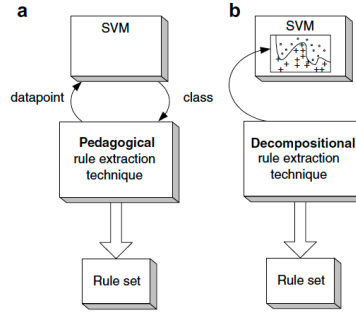 a
SVM
datapoint
class
Pedagogical
rule extraction
technique
Rule set
b
SVM
Decompositional
rule extraction
technique
Rule set